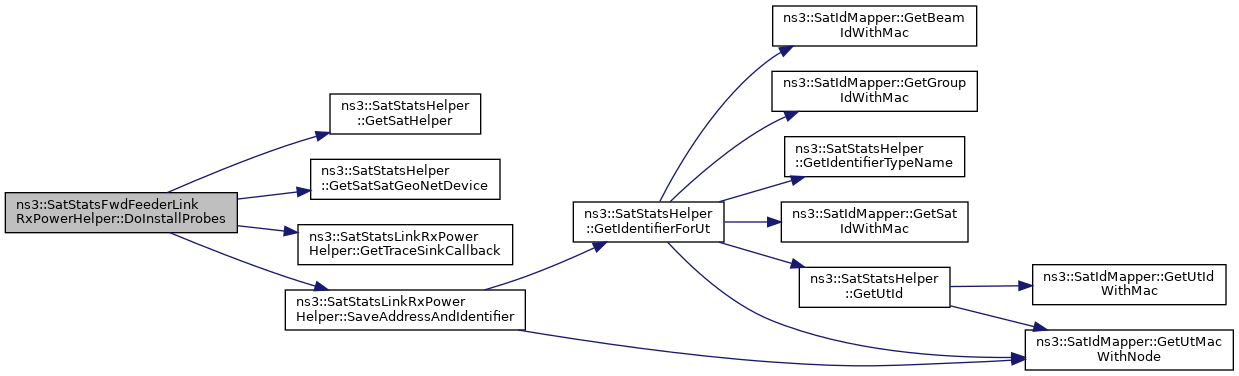 ns3::SatStatsFwdFeederLink
RxPowerHelper::DoInstallProbes
ns3::SatStatsHelper
::GetSatHelper
ns3::SatStatsHelper
::GetSatSatGeoNetDevice
ns3::SatStatsLinkRxPower
Helper::GetTraceSinkCallback
ns3::SatStatsLinkRxPower
Helper::SaveAddressAndIdentifier
ns3::SatStatsHelper
::GetIdentifierForUt
ns3::SatIdMapper::GetBeam
IdWithMac
ns3::SatIdMapper::GetGroup
IdWithMac
ns3::SatStatsHelper
::GetIdentifierTypeName
ns3::SatIdMapper::GetSat
IdWithMac
ns3::SatStatsHelper
::GetUtId
ns3::SatIdMapper::GetUtId
WithMac
ns3::SatIdMapper::GetUtMac
WithNode